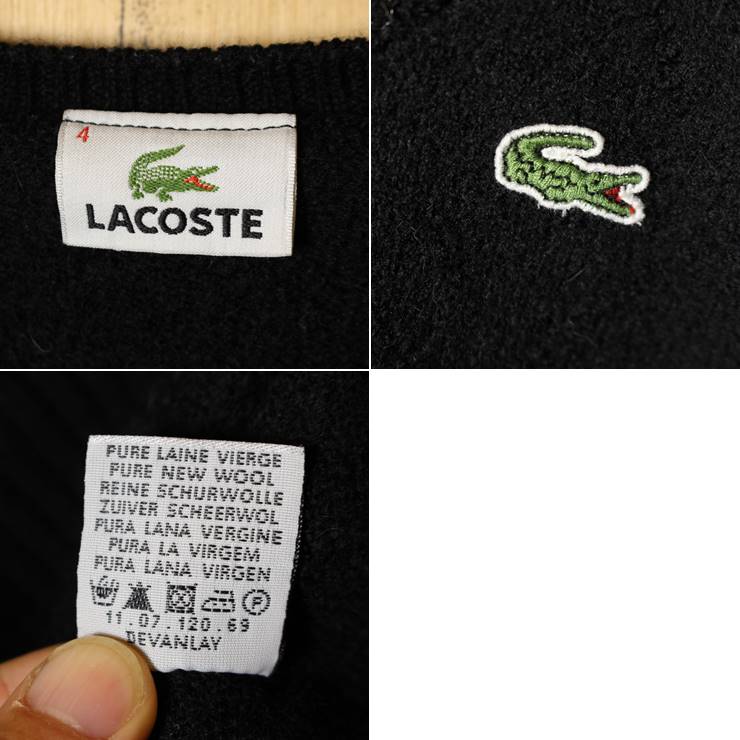 4
LACOSTE
PURE LAINE VIERGE
PURE NEW WOOL
REINE SCHURWOLLE
ZUIVER SCHEERWOL
PURA LANA VERGINE
PURA LA VIRGEM
PURA LANA VIRGEN
P
11.07.120.69
DEVANLAY